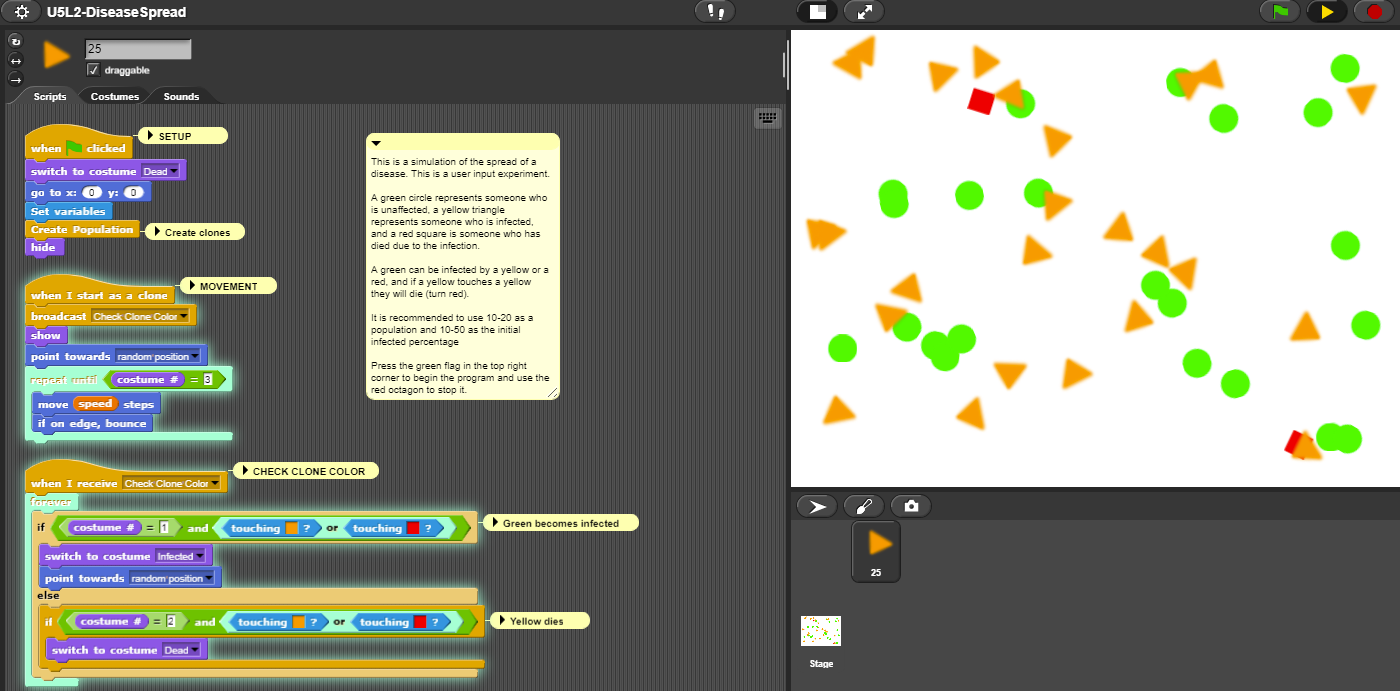 U5L2-DiseaseSpread
25
draggable
Scripts Costumes Sounds
when clicked
SETUP
switch to costume Dead
go to x: 0 y: 0
Set variables
Create Population
Create clones
hide
when I start as a clone
MOVEMENT
broadcast Check Clone Color
show
point towards random position
repeat until costume # = 3
move speed steps
if on edge, bounce
when I receive Check Clone Color
CHECK CLONE COLOR
forever
if costume # = 1 and touching ? or touching ?
Green becomes infected
switch to costume Infected
point towards random position
else
if costume # = 2 and touching ? or touching ?
Yellow dies
switch to costume Dead
This is a simulation of the spread of a
disease. This is a user input experiment.
A green circle represents someone who
is unaffected, a yellow triangle
represents someone who is infected,
and a red square is someone who has
died due to the infection.
A green can be infected by a yellow or a
red, and if a yellow touches a yellow
they will die (turn red).
It is recommended to use 10-20 as a
population and 10-50 as the initial
infected percentage
Press the green flag in the top right
corner to begin the program and use the
red octagon to stop it.
25
Stage